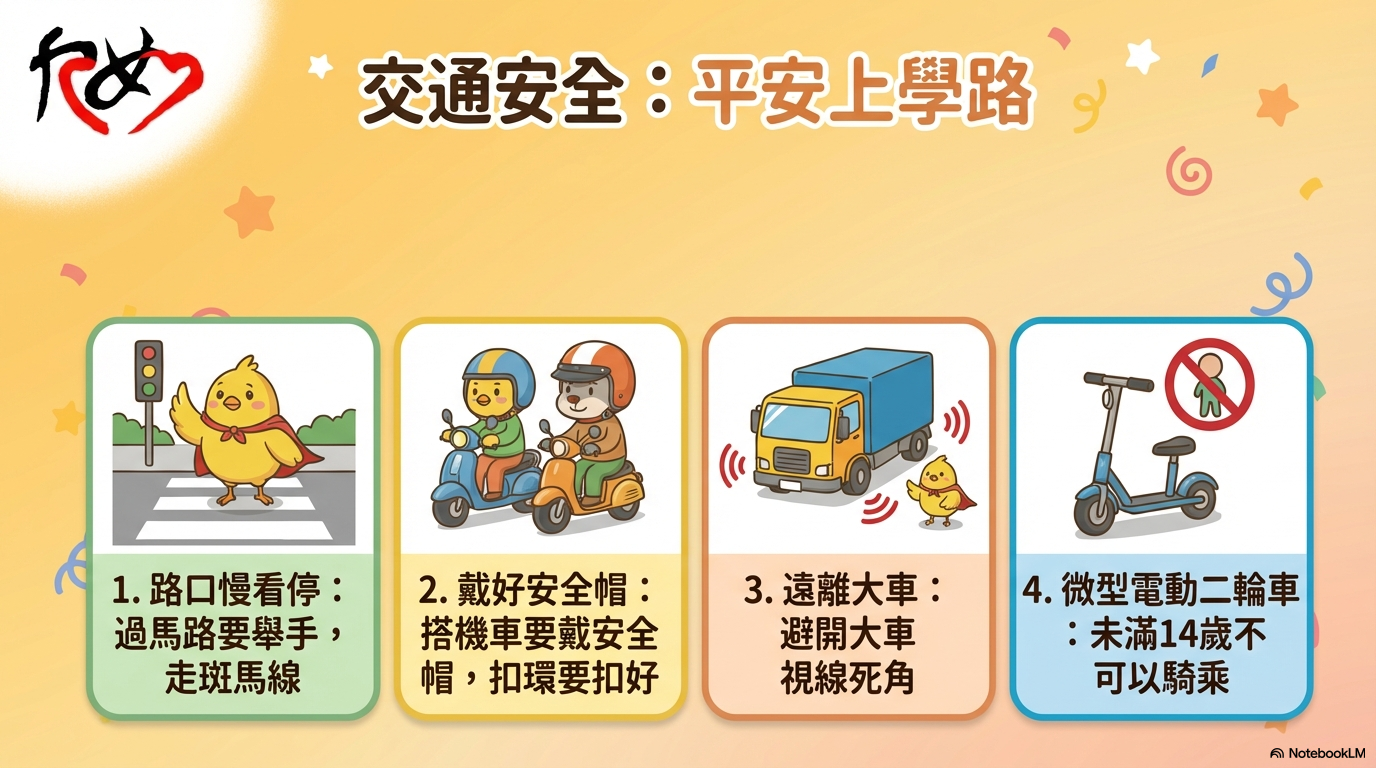 ため
交通安全：平安上學路
1. 路口慢看停：
過馬路要舉手，
走斑馬線
2. 戴好安全帽：
搭機車要戴安全
帽，扣環要扣好
3. 遠離大車：
避開大車
視線死角
4. 微型電動二輪車
：未滿14歲不
可以騎乘
NotebookLM